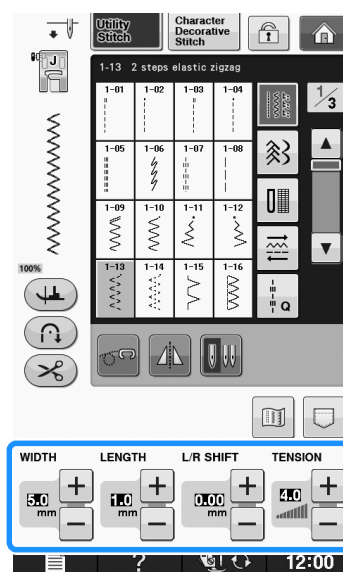 Utility Stitch
Character Decorative Stitch
J
1-13 2 steps elastic zigzag
1-01 1-02 1-03 1-04
1/3
1-05 1-06 1-07 1-08
1-09 1-10 1-11 1-12
100%
1-13 1-14 1-15 1-16
Q
WIDTH LENGTH L/R SHIFT TENSION
5.0 mm 1.0 mm 0.00 mm 4.0
? 12:00